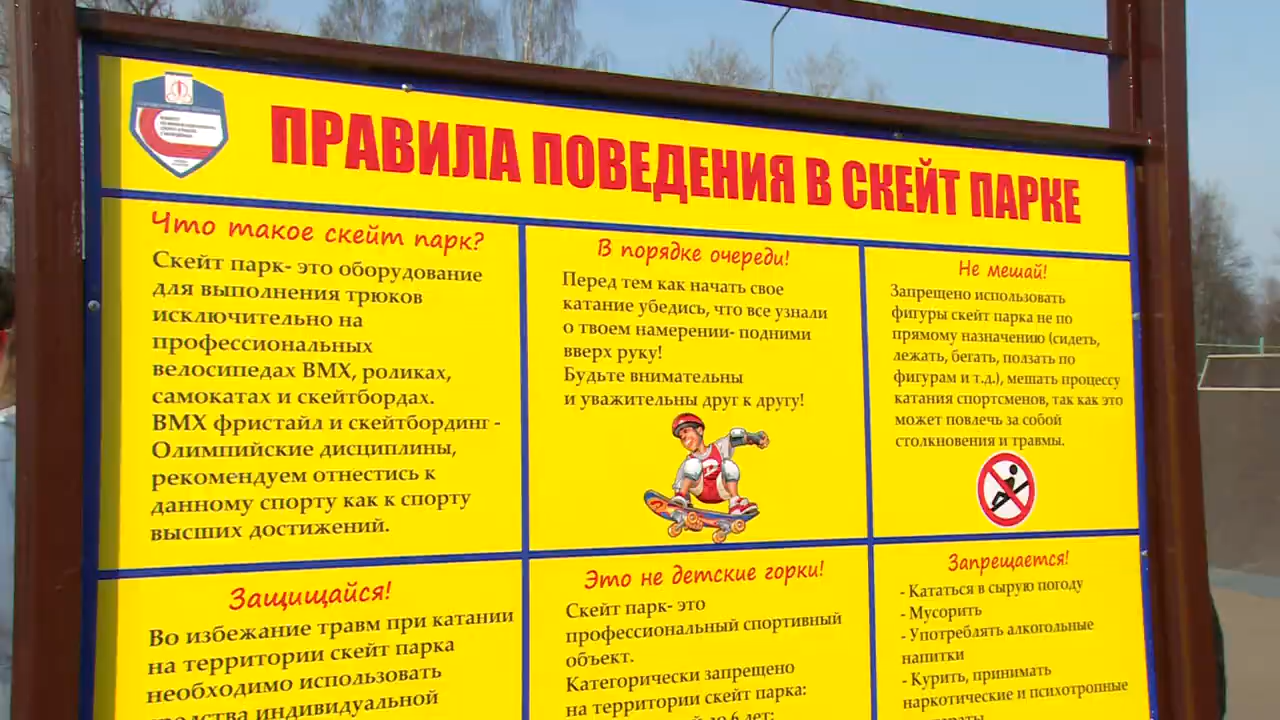 ПРАВИЛА ПОВЕДЕНИЯ В СКЕЙТ ПАРКЕ
Что такое скейт парк?
Скейт парк- это оборудование
для выполнения трюков
исключительно на
профессиональных
велосипедах BMX, роликах,
самокатах и скейтбордах.
BMX фристайл и скейтбординг -
Олимпийские дисциплины,
рекомендуем отнестись к
данному спорту как к спорту
высших достижений.
В порядке очереди!
Перед тем как начать свое
катание убедись, что все узнали
о твоем намерении- подними
вверх руку!
Будьте внимательны
и уважительны друг к другу!
Не мешай!
Запрещено использовать
фигуры скейт парка не по
прямому назначению (сидеть,
лежать, бегать, ползать по
фигурам и т.д.), мешать процессу
катания спортсменов, так как это
может повлечь за собой
столкновения и травмы.
Защищайся!
Во избежание травм при катании
на территории скейт парка
необходимо использовать
индивидуальной
Это не детские горки!
Скейт парк- это
профессиональный спортивный
объект.
Категорически запрещено
на территории скейт парка:
до 6 лет;
Запрещается!
- Кататься в сырую погоду
- Мусорить
- Употреблять алкогольные
напитки
- Курить, принимать
наркотические и психотропные